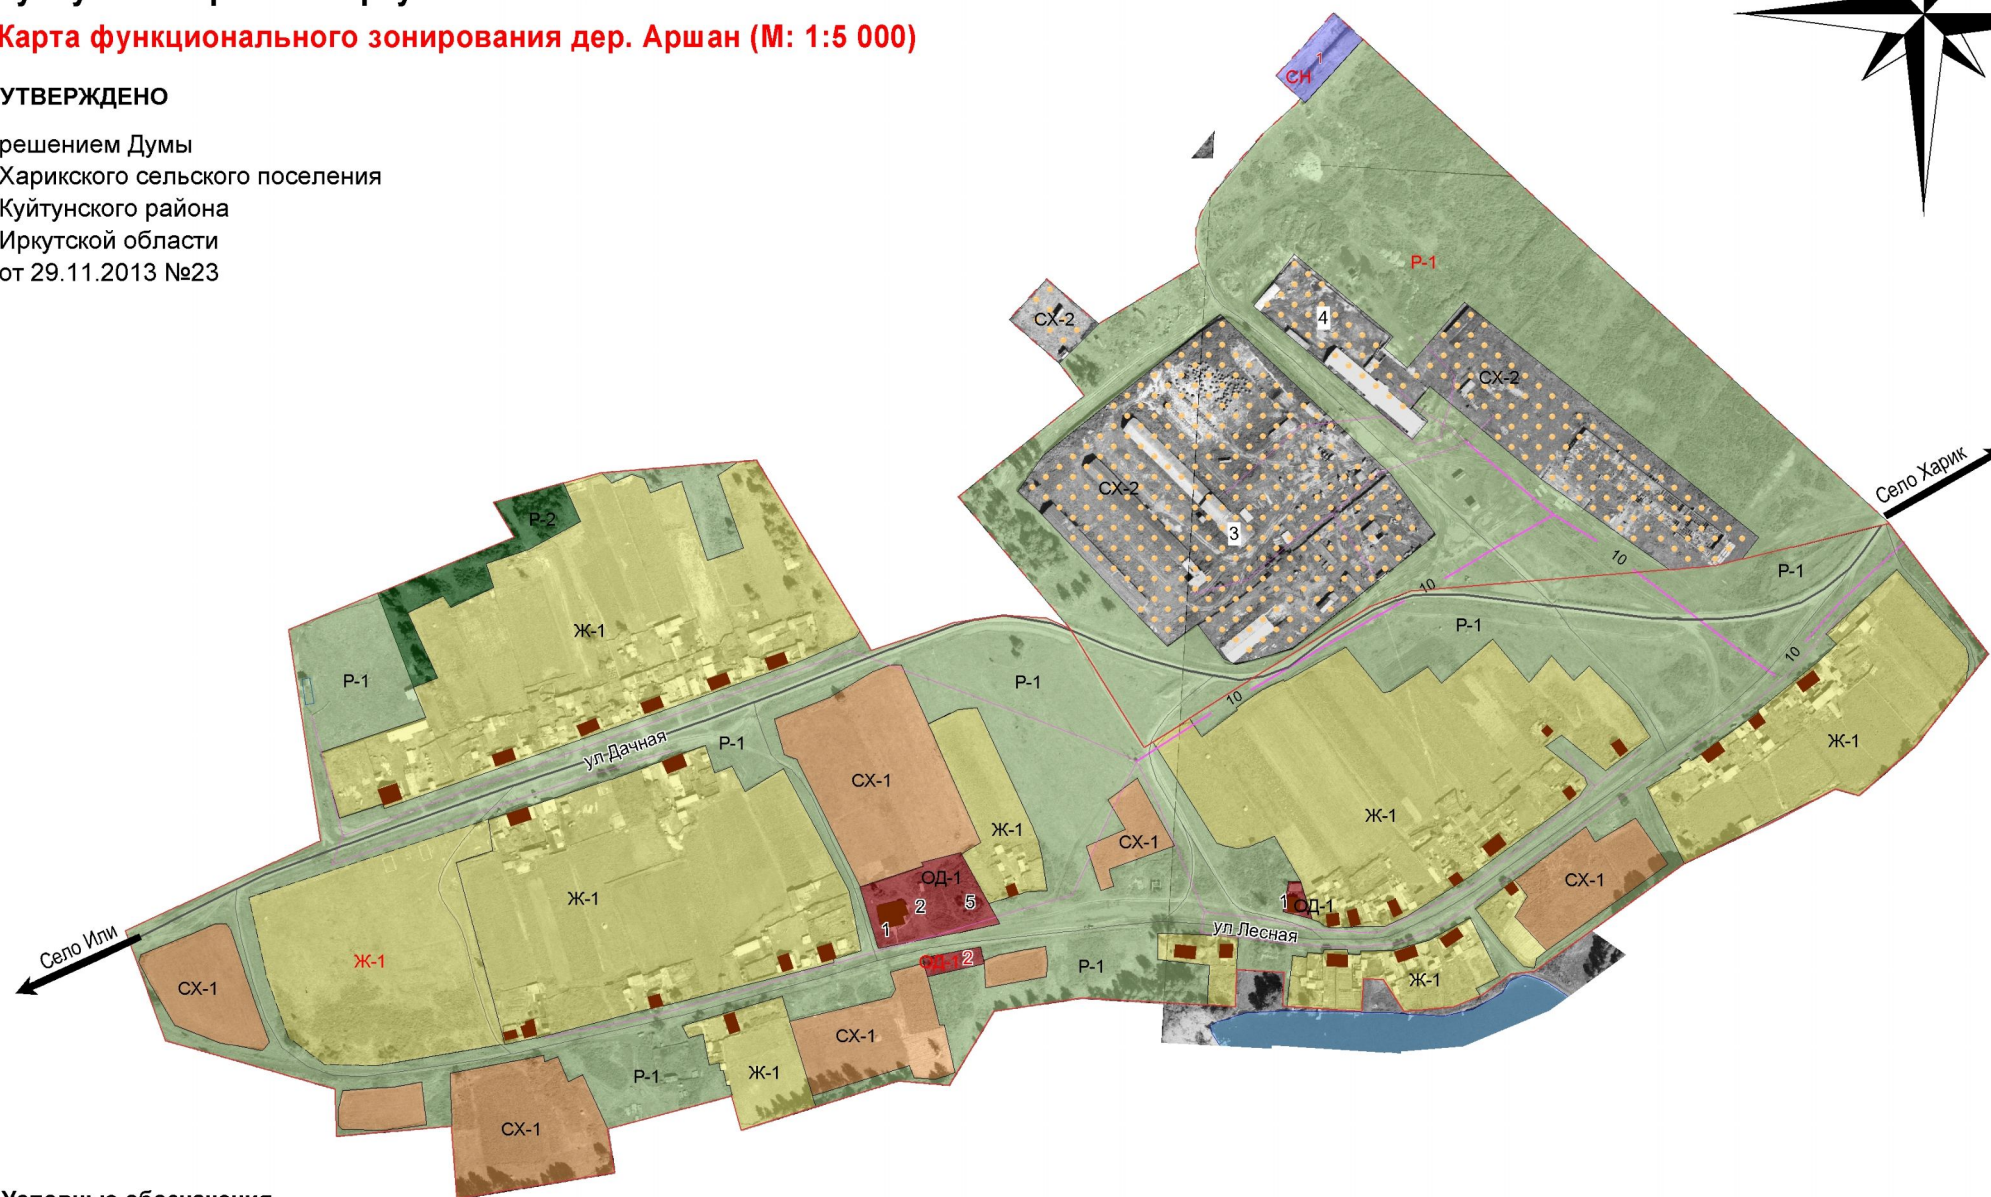 Карта функционального зонирования дер. Аршан (М: 1:5 000)
УТВЕРЖДЕНО
решением Думы
Харикского сельского поселения
Куйтунского района
Иркутской области
от 29.11.2013 №23
1
СН
Р-1
4
СХ-2
СХ-2
Село Харик
СХ-2
3
Р-2
10
10
Р-1
Р-1
Ж-1
10
Р-1
Р-1
10
ул Дачная
Р-1
Ж-1
СХ-1
Ж-1
Ж-1
СХ-1
ОД-1
СХ-1
Ж-1
2
5
1
ОД-1
1
ул Лесная
Село Или
Ж-1
ОД-1 2
Р-1
Ж-1
СХ-1
СХ-1
Р-1
Ж-1
СХ-1
Условные обозначения